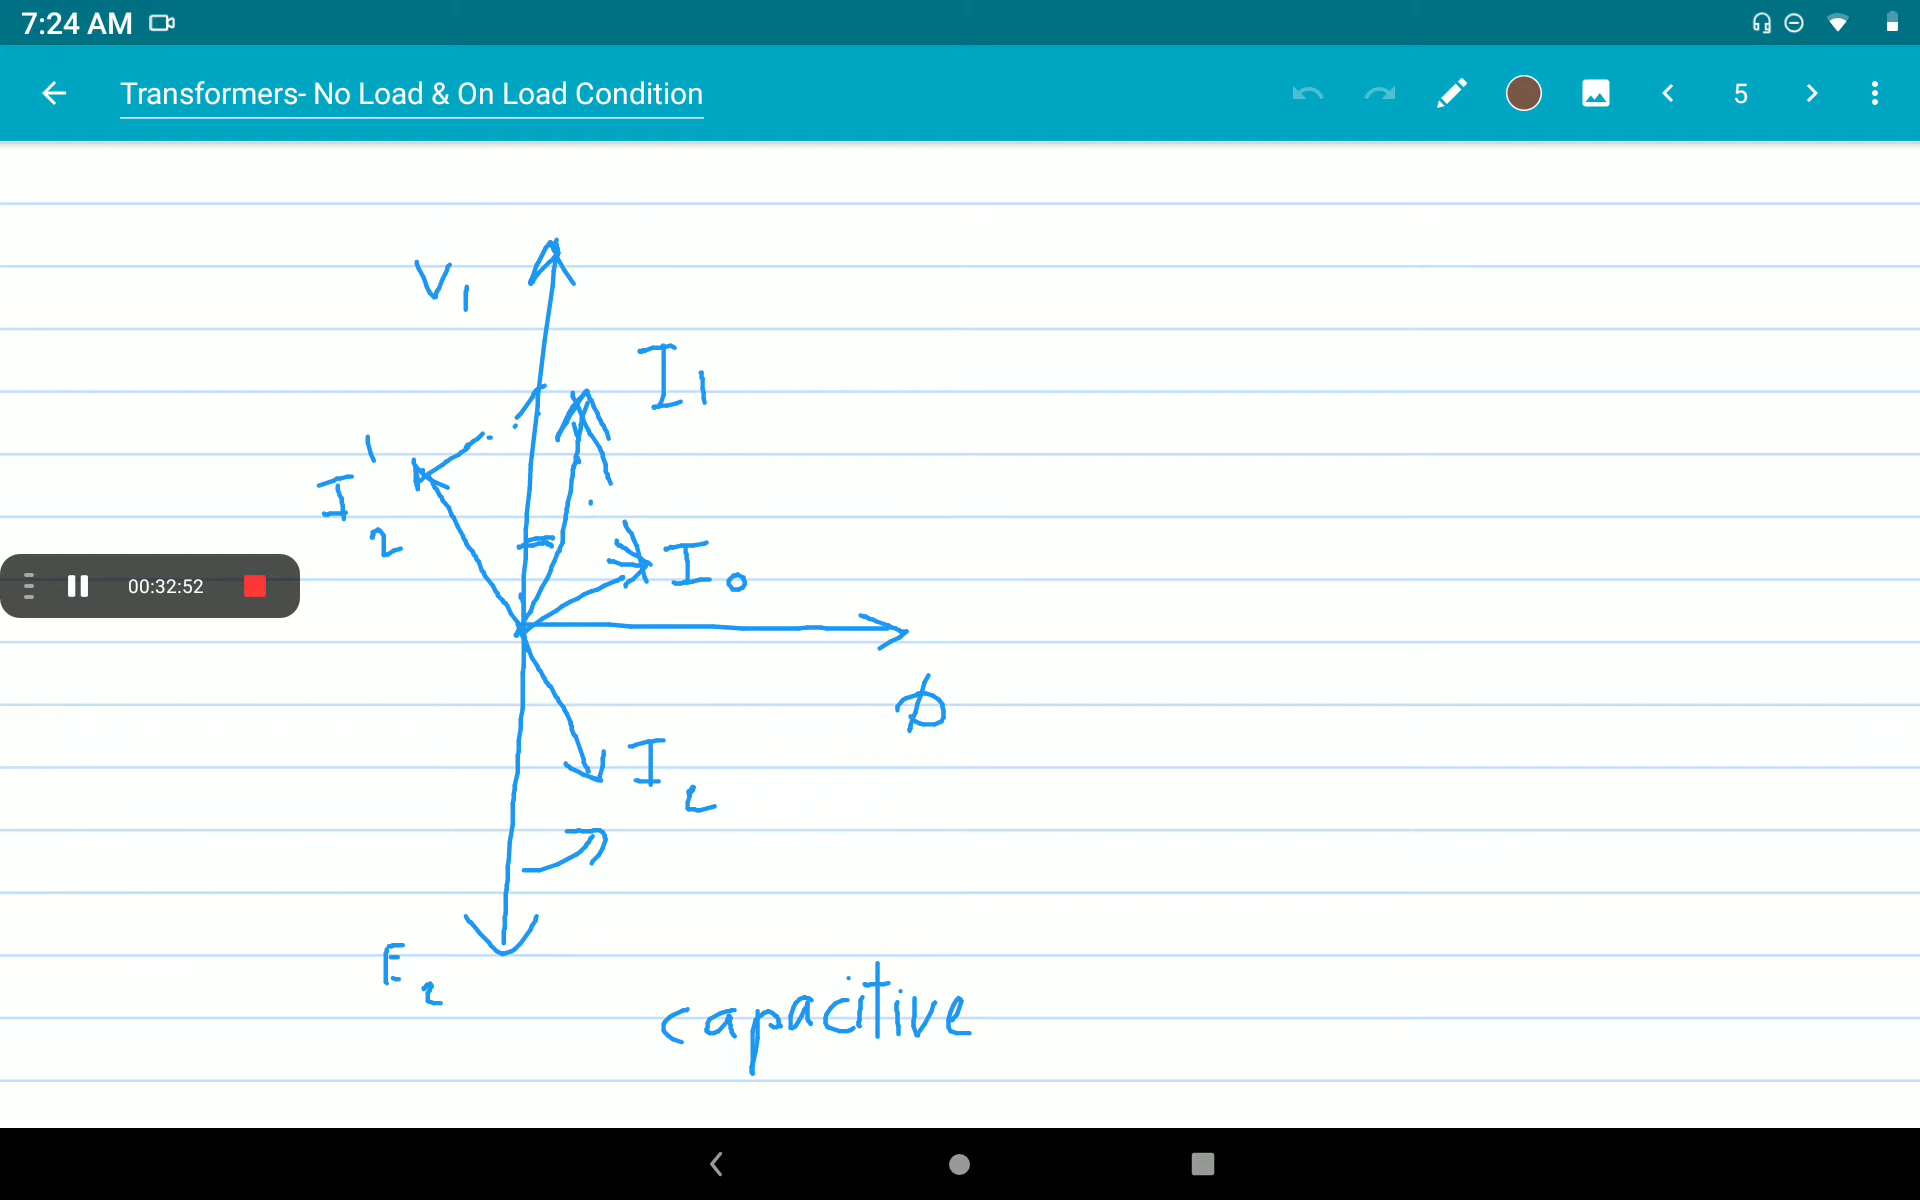 7:24 AM
Transformers- No Load & On Load Condition
5
V1
I1
I2'
I0
00:32:52
Φ
I2
E2
capacitive